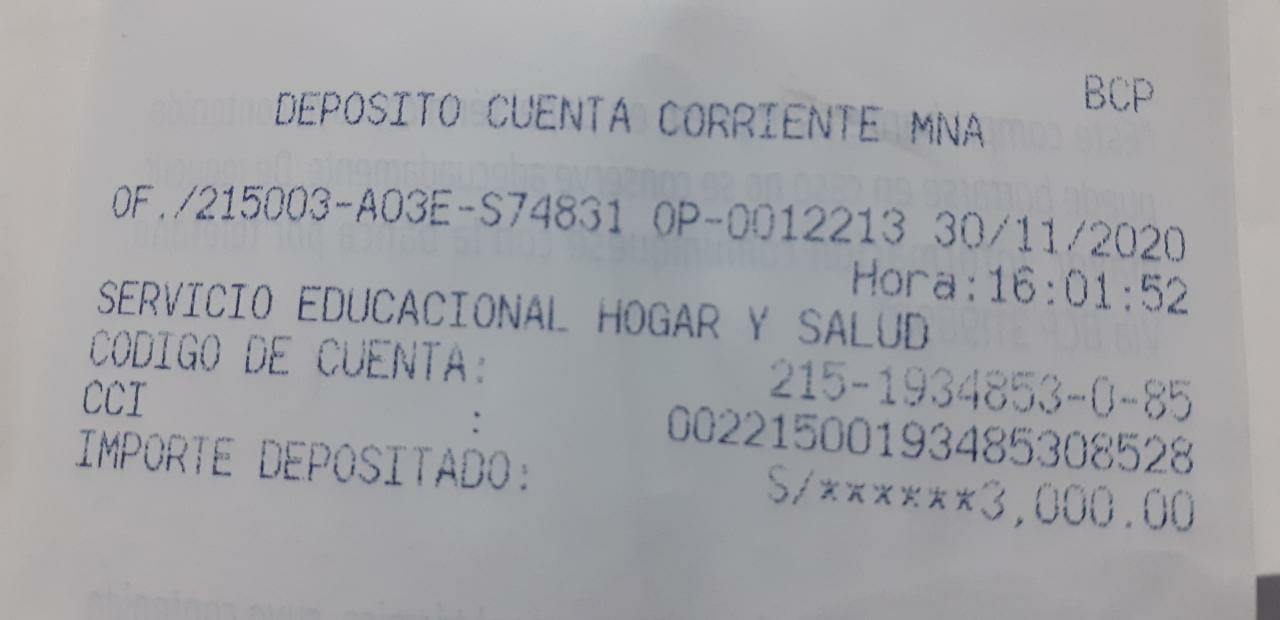 BCP
DEPOSITO CUENTA CORRIENTE MNA
OF./215003-A03E-S74831 OP-0012213 30/11/2020
Hora:16:01:52
SERVICIO EDUCACIONAL HOGAR Y SALUD
CODIGO DE CUENTA: 215-1934853-0-85
CCI : 00221500193485308528
IMPORTE DEPOSITADO: S/******3,000.00